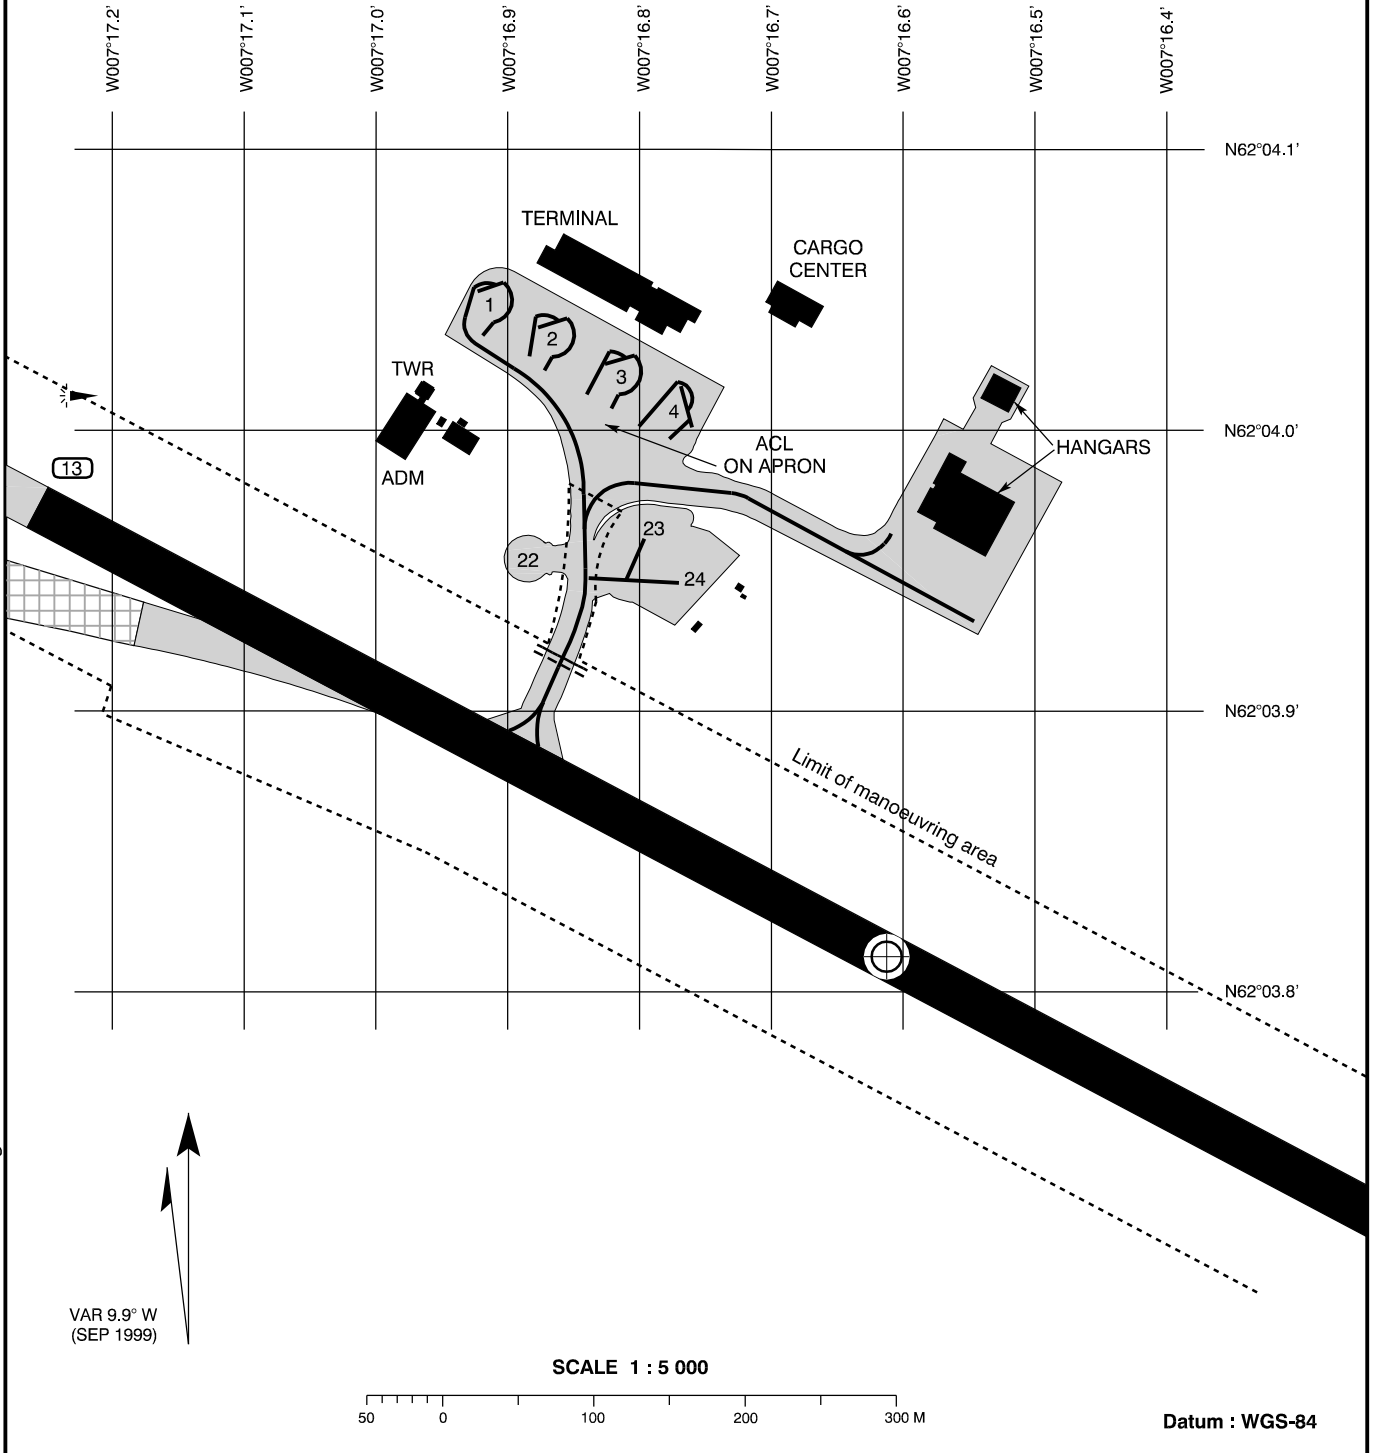 W007°17.2'
W007°17.1'
W007°17.0'
W007°16.9'
W007°16.8'
W007°16.7'
W007°16.6'
W007°16.5'
W007°16.4'
N62°04.1'
TERMINAL
CARGO
CENTER
1
2
3
4
TWR
ADM
N62°04.0'
ACL
ON APRON
HANGARS
13
22
23
24
N62°03.9'
Limit of manoeuvring area
N62°03.8'
VAR 9.9° W
(SEP 1999)
SCALE 1 : 5 000
50 0 100 200 300 M
Datum : WGS-84